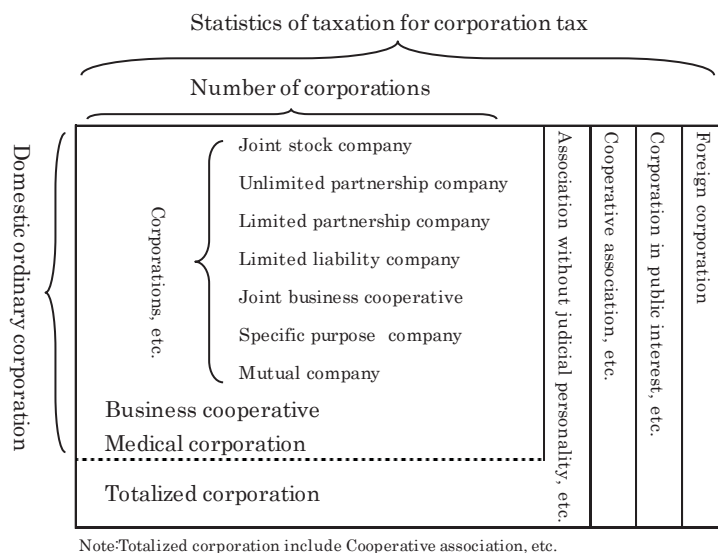 Statistics of taxation for corporation tax
Number of corporations
Domestic ordinary corporation
Corporations, etc.
Joint stock company
Unlimited partnership company
Limited partnership company
Limited liability company
Joint business cooperative
Specific purpose company
Mutual company
Business cooperative
Medical corporation
Totalized corporation
Association without judicial personality, etc.
Cooperative association, etc.
Corporation in public interest, etc.
Foreign corporation
Note:Totalized corporation include Cooperative association, etc.